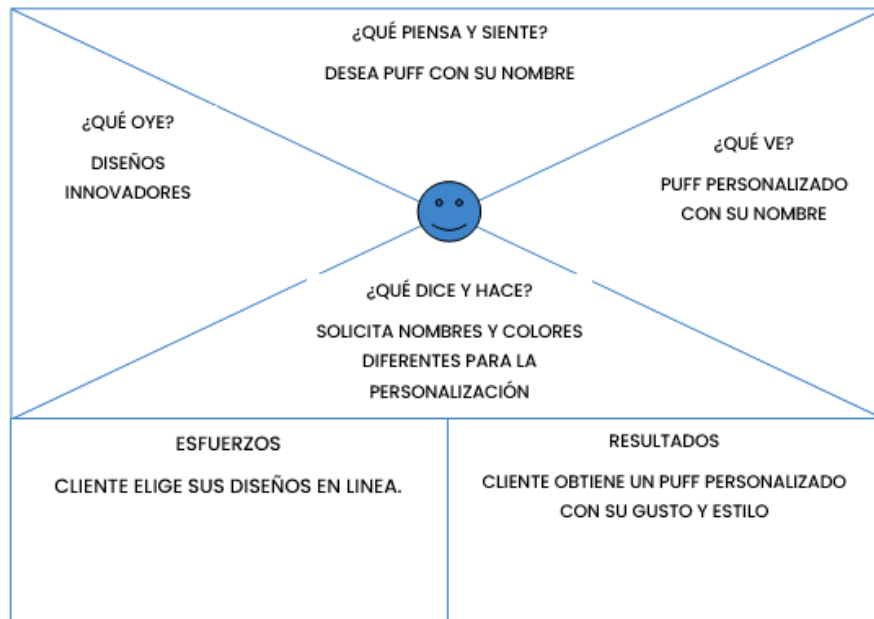 ¿QUÉ PIENSA Y SIENTE?
DESEA PUFF CON SU NOMBRE
¿QUÉ OYE?
DISEÑOS
INNOVADORES
¿QUÉ VE?
PUFF PERSONALIZADO
CON SU NOMBRE
¿QUÉ DICE Y HACE?
SOLICITA NOMBRES Y COLORES
DIFERENTES PARA LA
PERSONALIZACIÓN
ESFUERZOS
CLIENTE ELIGE SUS DISEÑOS EN LINEA.
RESULTADOS
CLIENTE OBTIENE UN PUFF PERSONALIZADO
CON SU GUSTO Y ESTILO